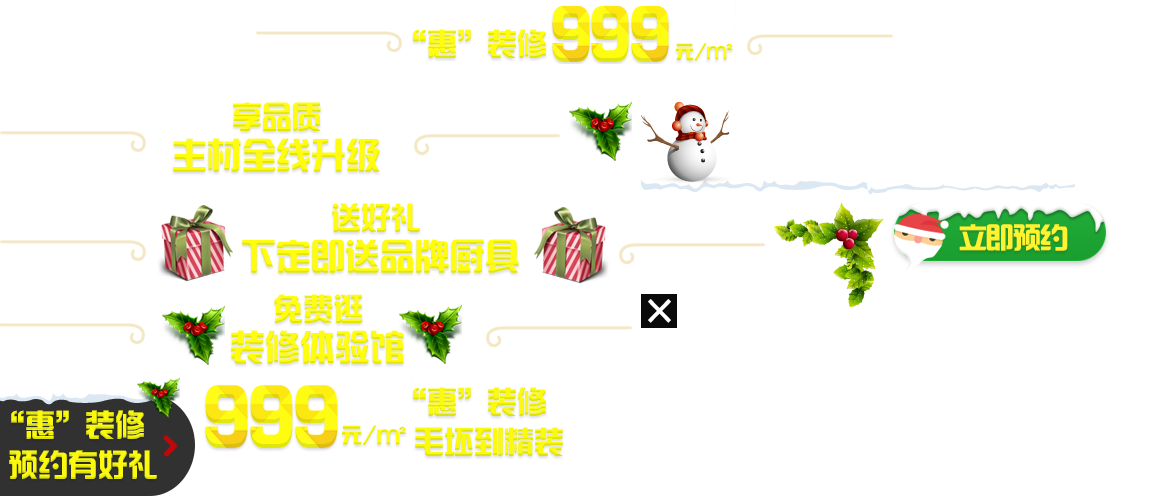 “惠”装修999元/m²
享品质
主材全线升级
送好礼
下定即送品牌厨具
立即预约
免费逛
装修体验馆
“惠”装修
预约有好礼
999元/m²
“惠”装修
毛坯到精装